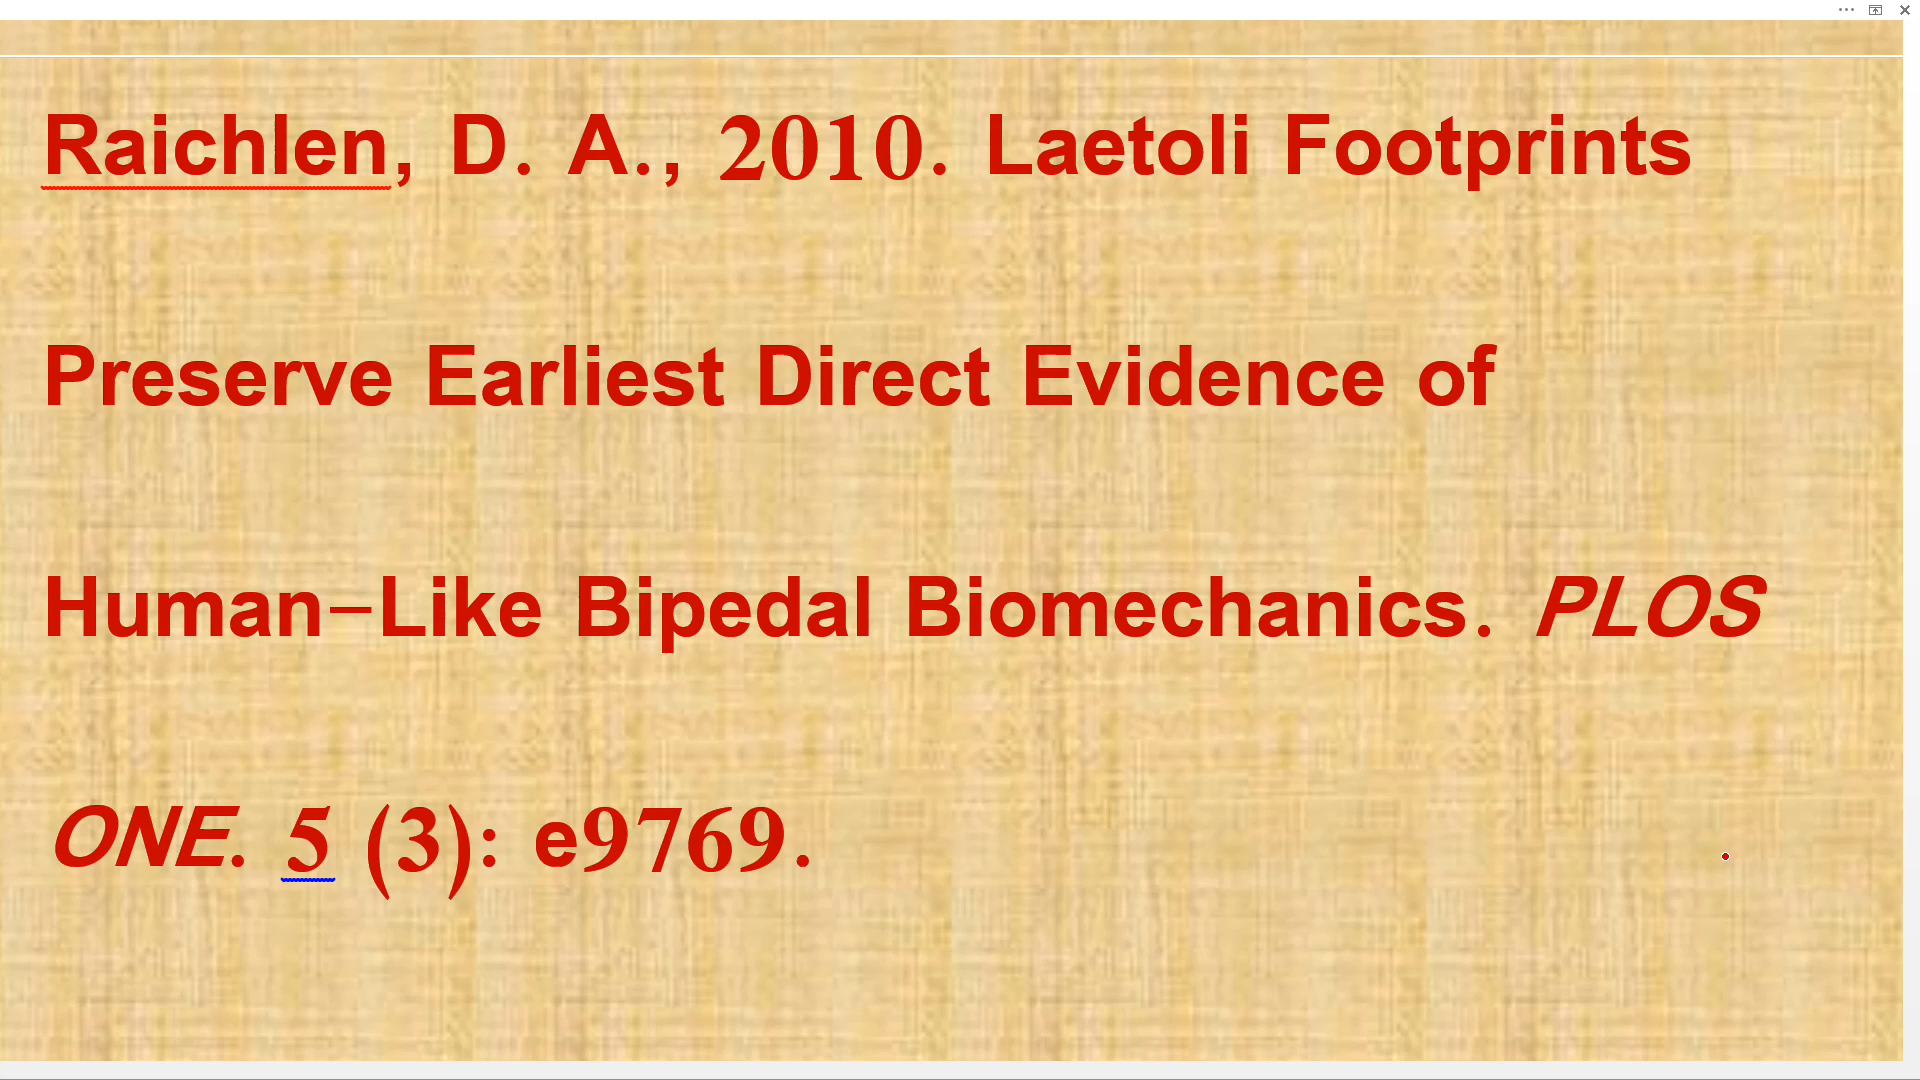 Raichlen, D. A., 2010. Laetoli Footprints
Preserve Earliest Direct Evidence of
Human–Like Bipedal Biomechanics. PLOS
ONE. 5 (3): e9769.